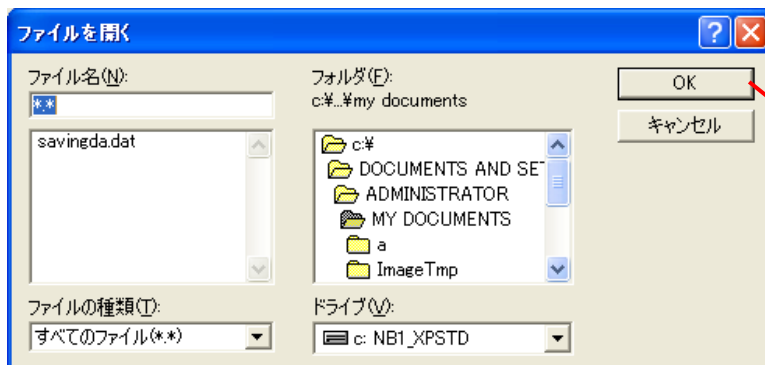 ファイルを開く
ファイル名(N):
*.*
savingda.dat
ファイルの種類(T):
すべてのファイル(*.*)
フォルダ(F):
c:¥...¥my documents
c:¥
DOCUMENTS AND SET
ADMINISTRATOR
MY DOCUMENTS
a
ImageTmp
ドライブ(V):
c: NB1_XPSTD
OK
キャンセル